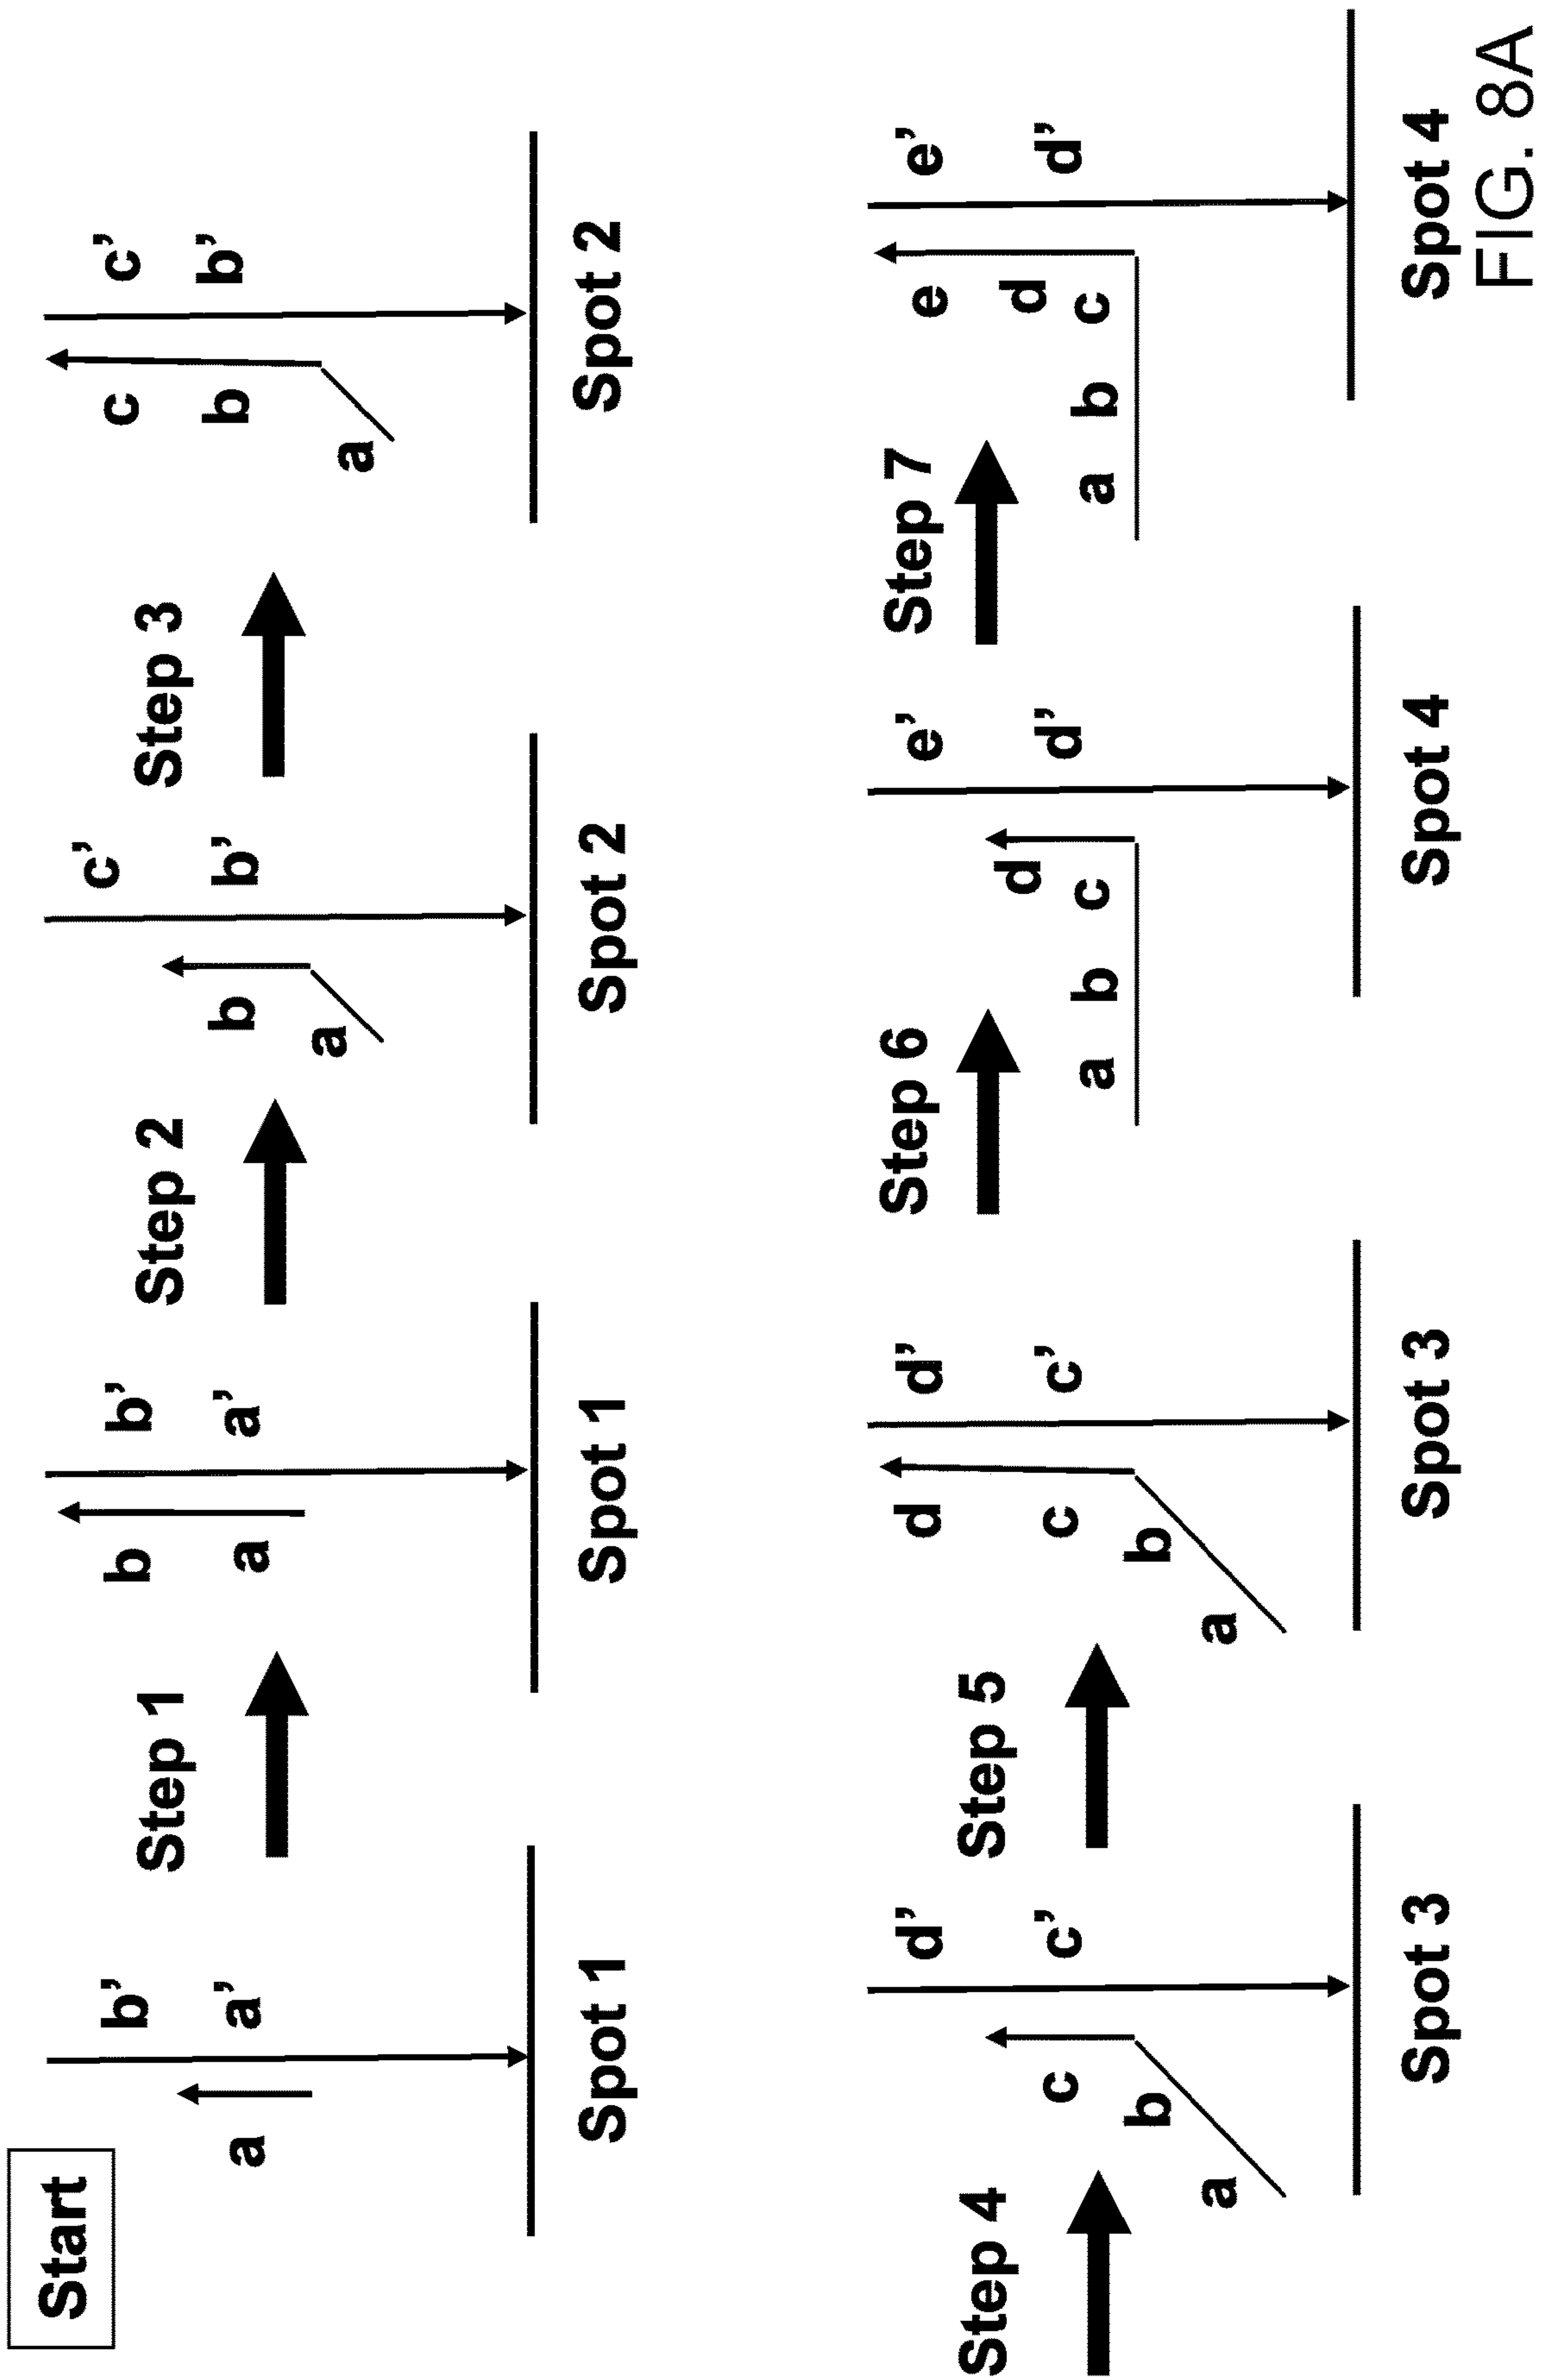 Start
Step 1
Step 2
Step 3
b' b b' c' c c'
a a' a a' b b' b b'
a a
Spot 1 Spot 1 Spot 2 Spot 2
Step 4
Step 5
Step 6
Step 7
d' d d' e' e e'
c c' c c' d d' d d'
b b a b c a b c
a a
Spot 3 Spot 3 Spot 4 Spot 4
FIG. 8A